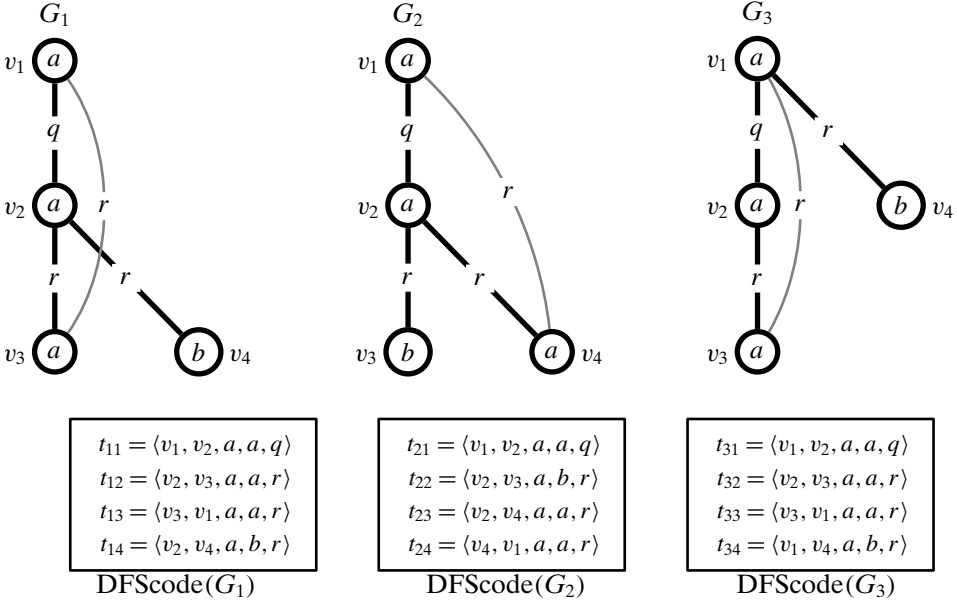 G1 G2 G3
v1 a v1 a v1 a
q q q r
r r
v2 a v2 a v2 a b v4
r r r r r
v3 a b v4 v3 b a v4 v3 a
t11 = ⟨v1, v2, a, a, q⟩ t21 = ⟨v1, v2, a, a, q⟩ t31 = ⟨v1, v2, a, a, q⟩
t12 = ⟨v2, v3, a, a, r⟩ t22 = ⟨v2, v3, a, b, r⟩ t32 = ⟨v2, v3, a, a, r⟩
t13 = ⟨v3, v1, a, a, r⟩ t23 = ⟨v2, v4, a, a, r⟩ t33 = ⟨v3, v1, a, a, r⟩
t14 = ⟨v2, v4, a, b, r⟩ t24 = ⟨v4, v1, a, a, r⟩ t34 = ⟨v1, v4, a, b, r⟩
DFScode(G1) DFScode(G2) DFScode(G3)